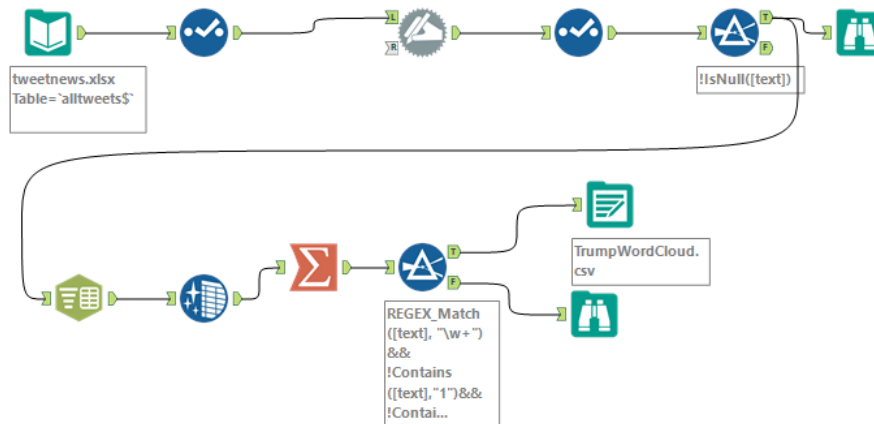 L
R
T
F
tweetnews.xlsx
Table=`alltweets$`
!IsNull([text])
T
F
TrumpWordCloud.
csv
REGEX_Match
([text], "\w+")
&&
!Contains
([text],"1")&&
!Contai...